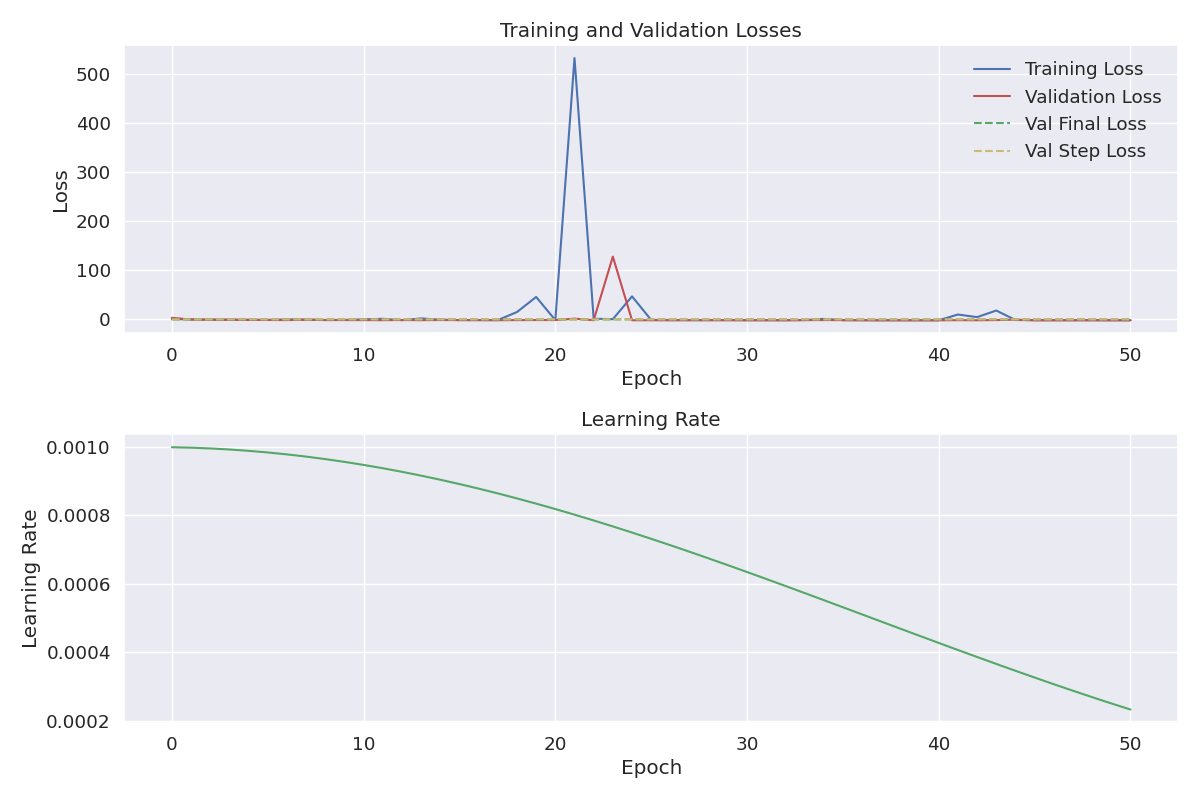 Training and Validation Losses
Loss
500
400
300
200
100
0
Training Loss
Validation Loss
Val Final Loss
Val Step Loss
0 10 20 30 40 50
Epoch
Learning Rate
Learning Rate
0.0010
0.0008
0.0006
0.0004
0.0002
0 10 20 30 40 50
Epoch